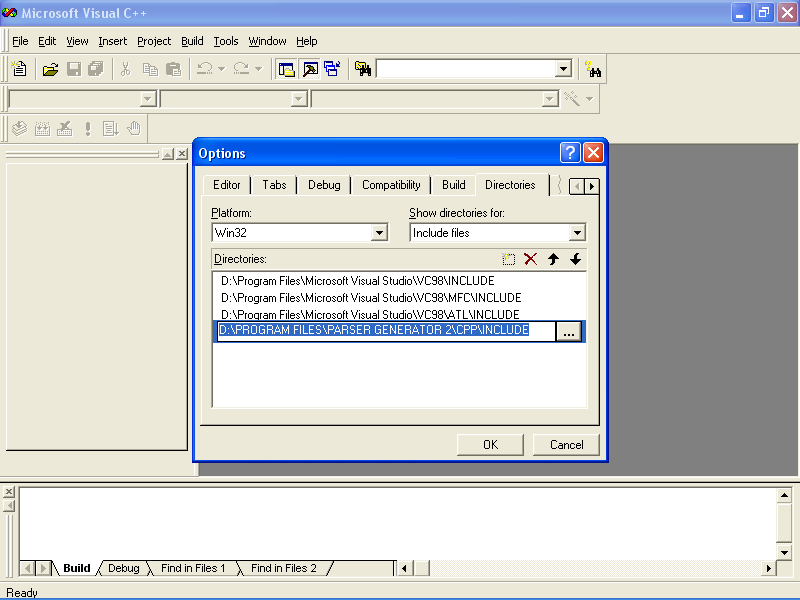 Microsoft Visual C++
File Edit View Insert Project Build Tools Window Help
Options
Editor Tabs Debug Compatibility Build Directories
Platform: Show directories for:
Win32 Include files
Directories:
D:\Program Files\Microsoft Visual Studio\VC98\INCLUDE
D:\Program Files\Microsoft Visual Studio\VC98\MFC\INCLUDE
D:\Program Files\Microsoft Visual Studio\VC98\ATL\INCLUDE
D:\PROGRAM FILES\PARSER GENERATOR 2\CPP\INCLUDE ...
OK Cancel
Build Debug Find in Files 1 Find in Files 2
Ready